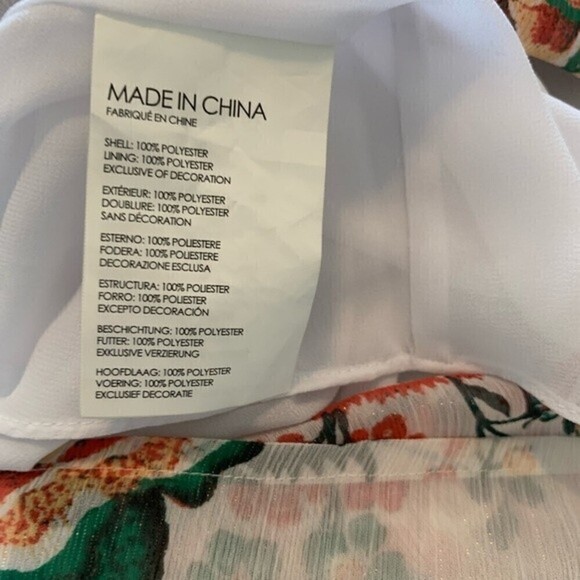 MADE IN CHINA
FABRIQUÉ EN CHINE
SHELL: 100% POLYESTER
LINING: 100% POLYESTER
EXCLUSIVE OF DECORATION
EXTÉRIEUR: 100% POLYESTER
DOUBLURE: 100% POLYESTER
SANS DÉCORATION
ESTERNO: 100% POLIESTERE
FODERA: 100% POLIESTERE
DECORAZIONE ESCLUSA
ESTRUCTURA: 100% POLIESTER
FORRO: 100% POLIESTER
EXCEPTO DECORACIÓN
BESCHICHTUNG: 100% POLYESTER
FUTTER: 100% POLYESTER
EXKLUSIVE VERZIERUNG
HOOFDLAAG: 100% POLYESTER
VOERING: 100% POLYESTER
EXCLUSIEF DECORATIE